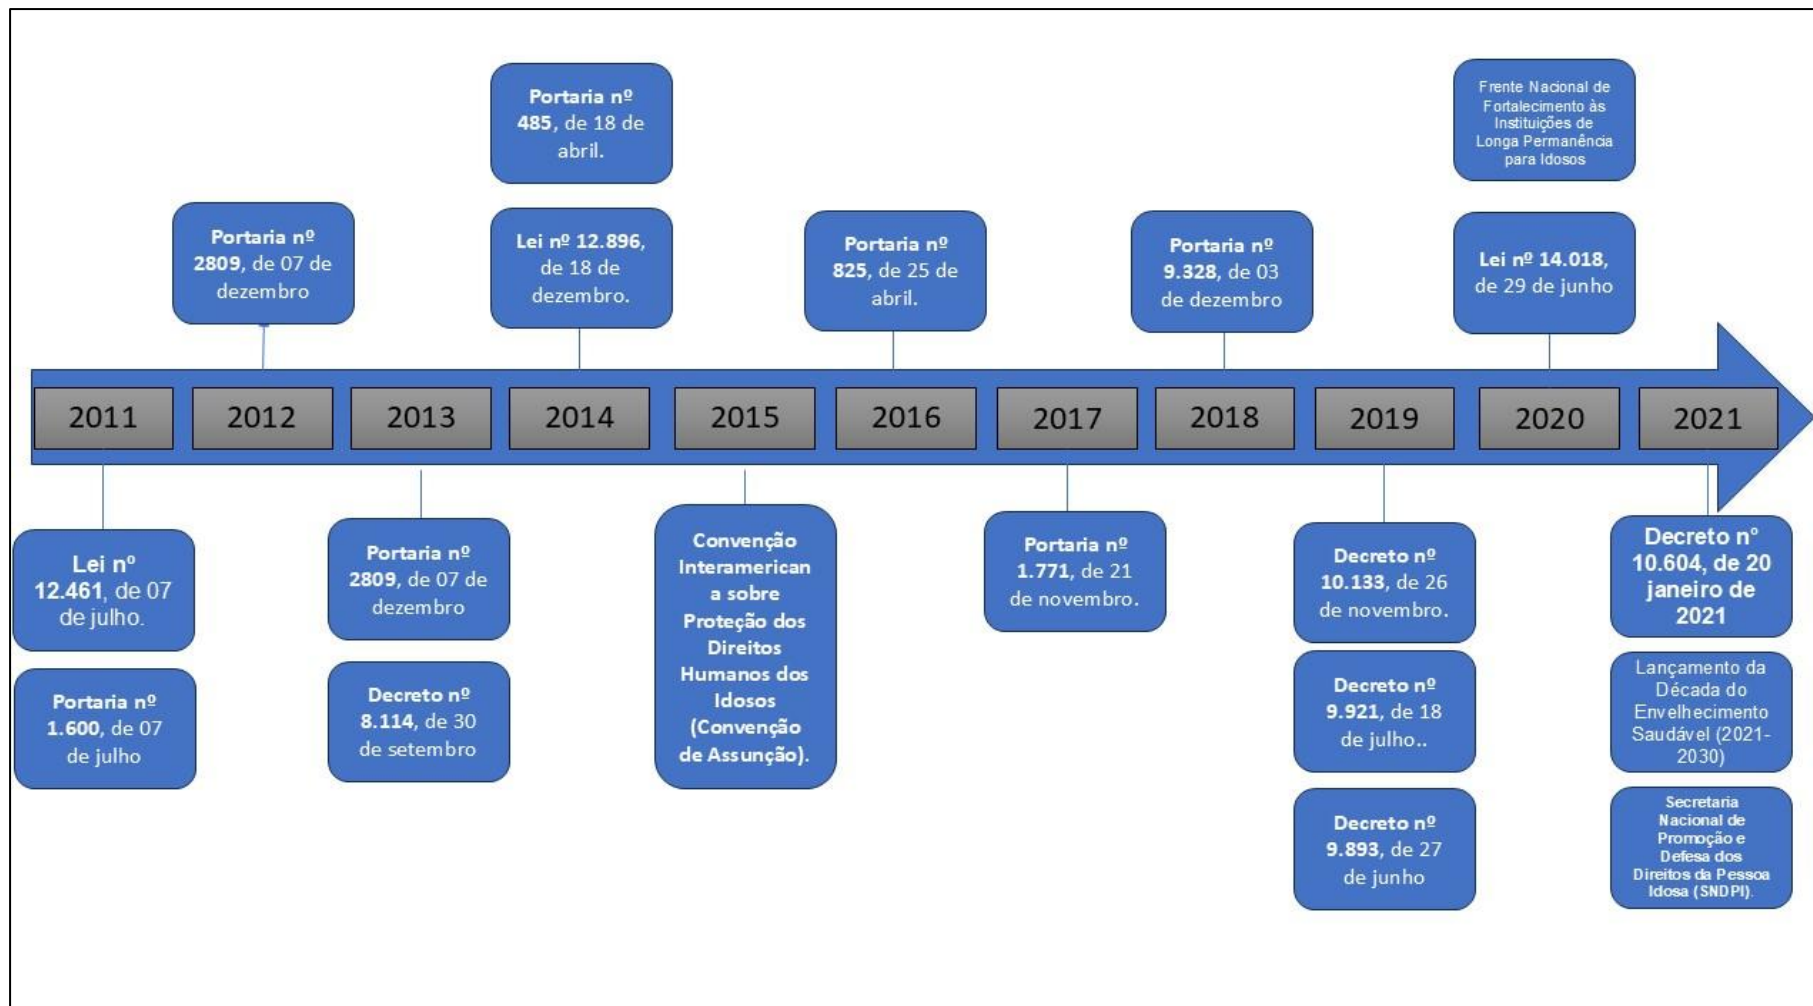 Portaria nº
485, de 18 de
abril.
Frente Nacional de
Fortalecimento às
Instituições de
Longa Permanência
para Idosos
Portaria nº
2809, de 07 de
dezembro
Lei nº 12.896,
de 18 de
dezembro.
Portaria nº
825, de 25 de
abril.
Portaria nº
9.328, de 03
de dezembro
Lei nº 14.018,
de 29 de junho
2011
2012
2013
2014
2015
2016
2017
2018
2019
2020
2021
Lei nº
12.461, de 07
de julho.
Portaria nº
1.600, de 07
de julho
Portaria nº
2809, de 07 de
dezembro
Decreto nº
8.114, de 30
de setembro
Convenção
Interamerican
a sobre
Proteção dos
Direitos
Humanos dos
Idosos
(Convenção
de Assunção).
Portaria nº
1.771, de 21
de novembro.
Decreto nº
10.133, de 26
de novembro.
Decreto nº
9.921, de 18
de julho..
Decreto nº
9.893, de 27
de junho
Decreto n°
10.604, de 20
janeiro de
2021
Lançamento da
Década do
Envelhecimento
Saudável (2021-
2030)
Secretaria
Nacional de
Promoção e
Defesa dos
Direitos da Pessoa
Idosa (SNDPI).